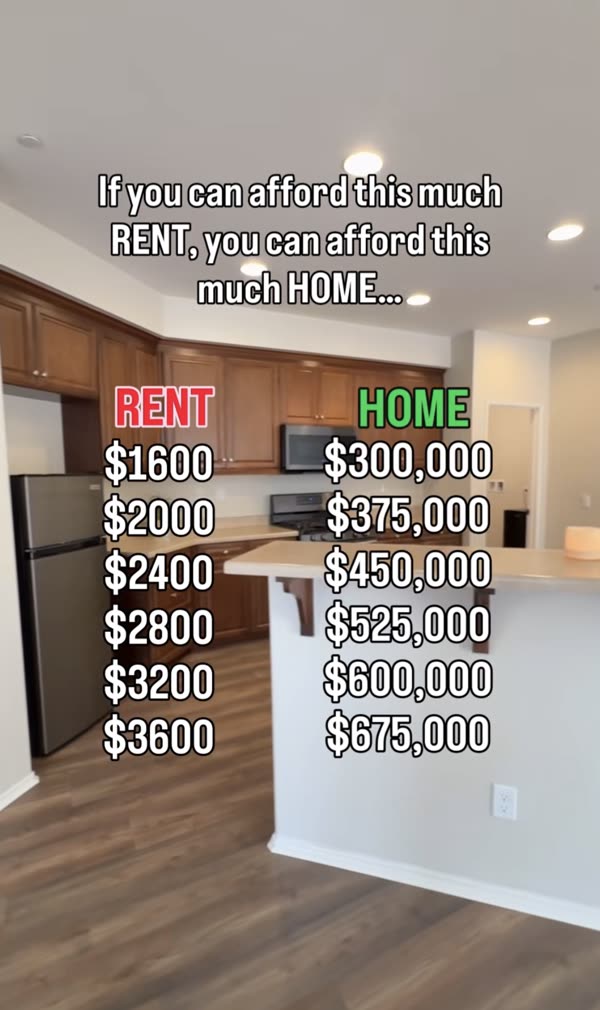 If you can afford this much
RENT, you can afford this
much HOME...
RENT HOME
$1600 $300,000
$2000 $375,000
$2400 $450,000
$2800 $525,000
$3200 $600,000
$3600 $675,000